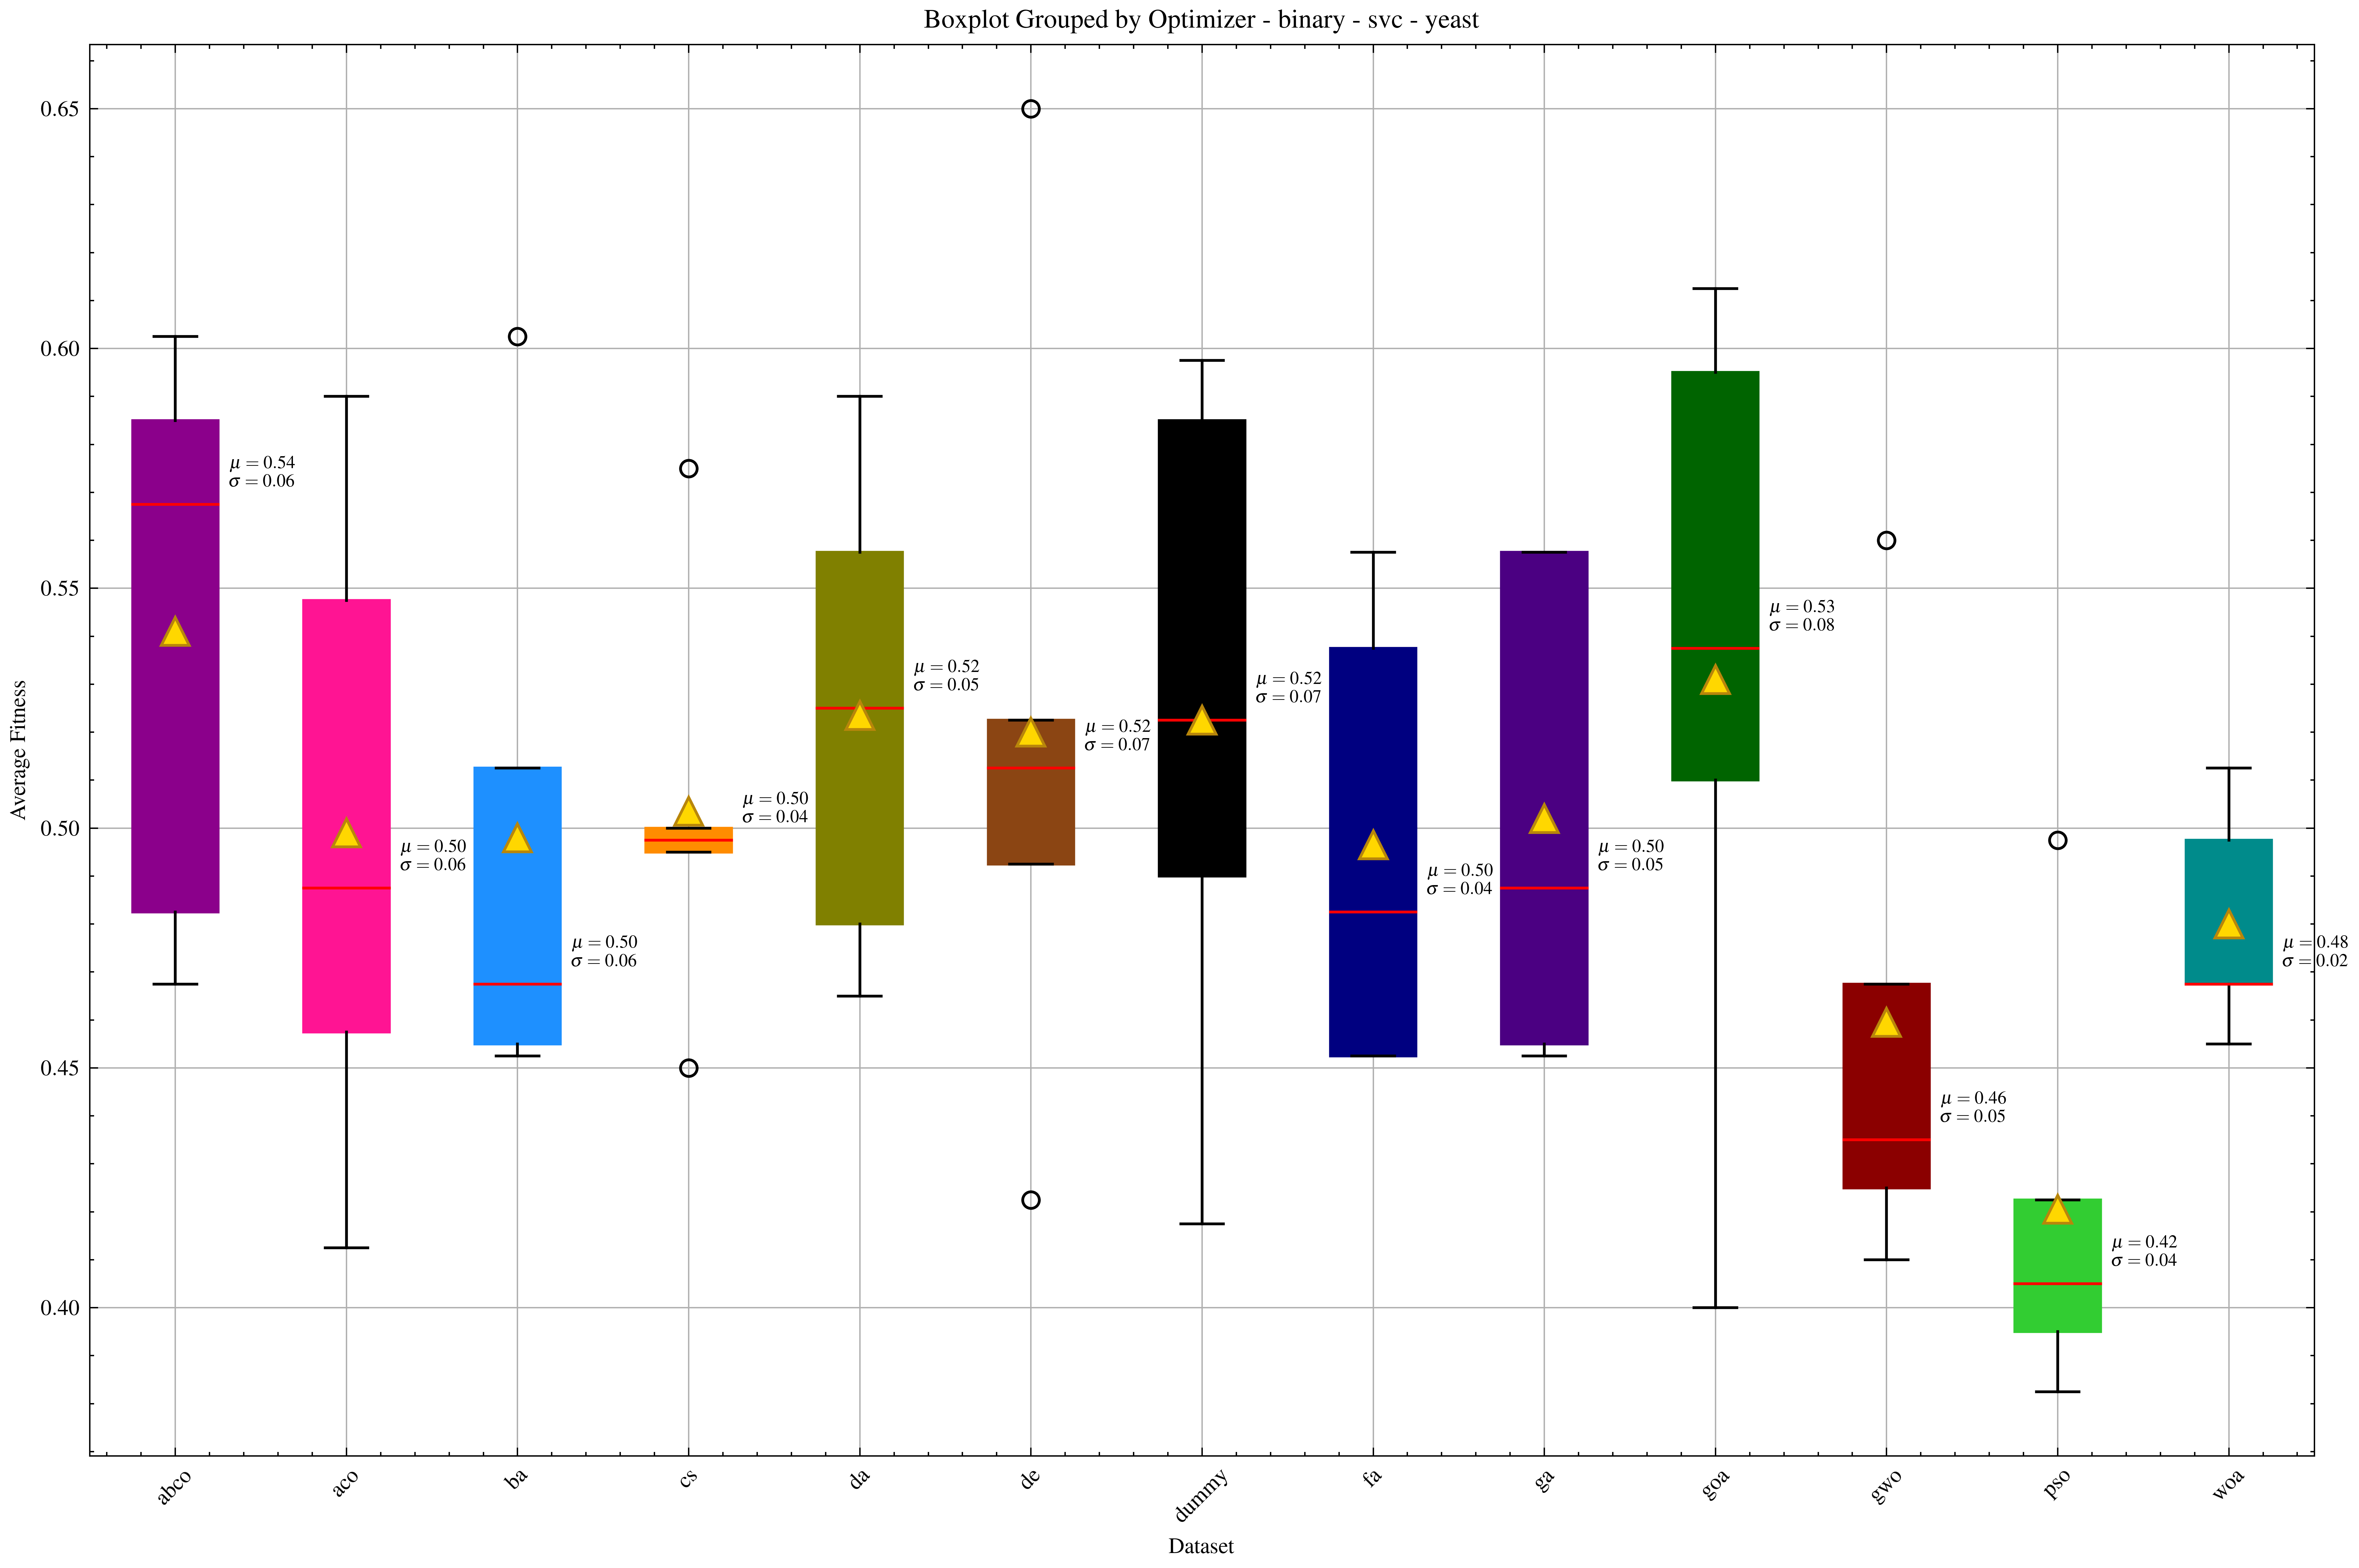 Boxplot Grouped by Optimizer - binary - svc - yeast
Average Fitness
0.65
0.60
0.55
0.50
0.45
0.40
μ = 0.54
σ = 0.06
μ = 0.50
σ = 0.06
μ = 0.50
σ = 0.06
μ = 0.50
σ = 0.04
μ = 0.52
σ = 0.05
μ = 0.52
σ = 0.07
μ = 0.52
σ = 0.07
μ = 0.50
σ = 0.04
μ = 0.50
σ = 0.05
μ = 0.53
σ = 0.08
μ = 0.46
σ = 0.05
μ = 0.42
σ = 0.04
μ = 0.48
σ = 0.02
abco
aco
ba
cs
da
de
dummy
fa
ga
goa
gwo
pso
woa
Dataset